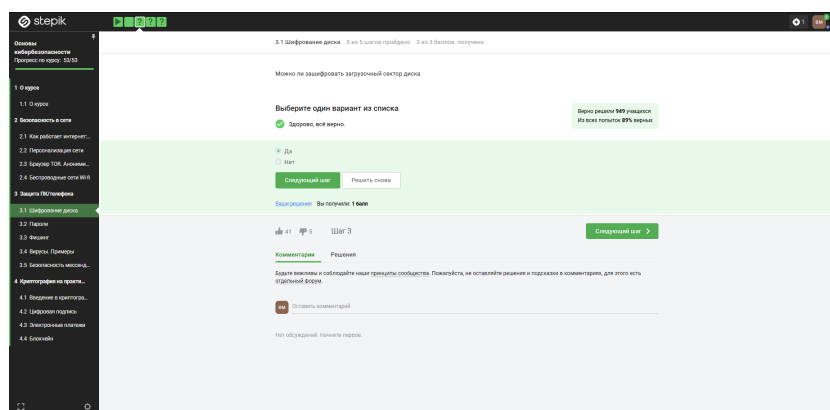 stepik
1
ВМ
Основы
кибербезопасности
Прогресс по курсу: 53/53
1 О курсе
1.1 О курсе
2 Безопасность в сети
2.1 Как работает интернет:...
2.2 Персонализация сети
2.3 Браузер TOR. Аноними...
2.4 Беспроводные сети Wi-fi
3 Защита ПК/телефона
3.1 Шифрование диска
3.2 Пароли
3.3 Фишинг
3.4 Вирусы. Примеры
3.5 Безопасность мессенд...
4 Криптография на практи...
4.1 Введение в криптогра...
4.2 Цифровая подпись
4.3 Электронные платежи
4.4 Блокчейн
3.1 Шифрование диска 5 из 5 шагов пройдено 3 из 3 баллов получено
Можно ли зашифровать загрузочный сектор диска
Выберите один вариант из списка
Здорово, всё верно.
Верно решили 949 учащихся
Из всех попыток 89% верных
Да
Нет
Следующий шаг Решить снова
Ваши решения Вы получили: 1 балл
41 5 Шаг 3
Следующий шаг
Комментарии Решения
Будьте вежливы и соблюдайте наши принципы сообщества. Пожалуйста, не оставляйте решения и подсказки в комментариях, для этого есть
отдельный форум.
ВМ Оставить комментарий
Нет обсуждений. Начните первое.